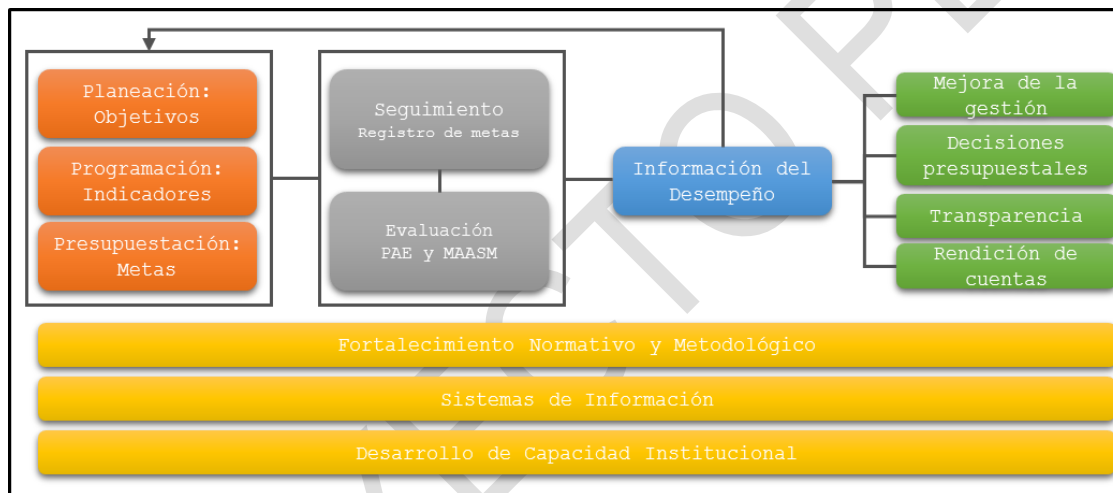 Planeación:
Objetivos
Programación:
Indicadores
Presupuestación:
Metas
Seguimiento
Registro de metas
Evaluación
PAE y MAASM
Información del
Desempeño
Mejora de la
gestión
Decisiones
presupuestales
Transparencia
Rendición de
cuentas
Fortalecimiento Normativo y Metodológico
Sistemas de Información
Desarrollo de Capacidad Institucional